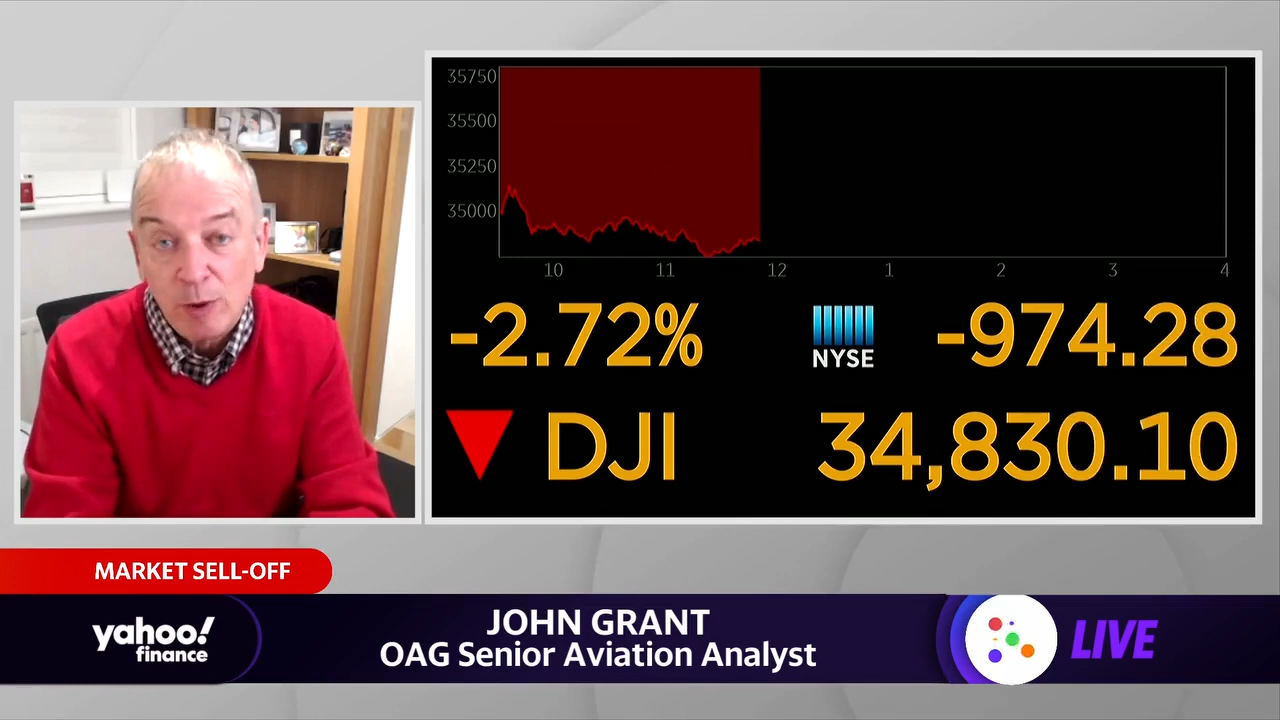 35750
35500
35250
35000
10 11 12 1 2 3 4
-2.72% NYSE -974.28
DJI 34,830.10
MARKET SELL-OFF
yahoo!
finance
JOHN GRANT
OAG Senior Aviation Analyst
LIVE